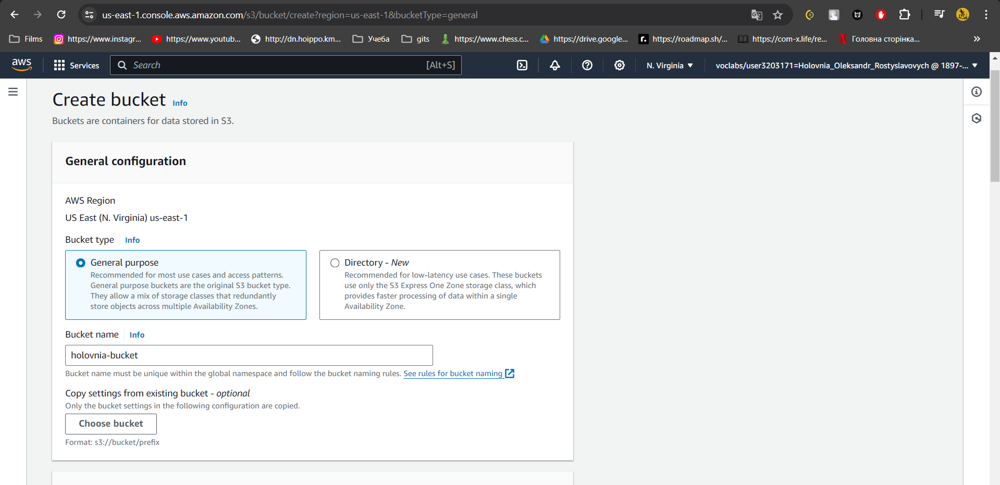 us-east-1.console.aws.amazon.com/s3/bucket/create?region=us-east-1&bucketType=general
Films
https://www.instagr...
https://www.youtub...
http://dn.hoippo.km...
Учеба
gits
https://www.chess.c...
https://drive.google...
https://roadmap.sh/...
https://com-x.life/re...
Головна сторінка...
aws
Services
Search
[Alt+S]
N. Virginia
voclabs/user3203171=Holovnia_Oleksandr_Rostyslavovych @ 1897-...
Create bucket Info
Buckets are containers for data stored in S3.
General configuration
AWS Region
US East (N. Virginia) us-east-1
Bucket type Info
General purpose
Recommended for most use cases and access patterns.
General purpose buckets are the original S3 bucket type.
They allow a mix of storage classes that redundantly
store objects across multiple Availability Zones.
Directory - New
Recommended for low-latency use cases. These buckets
use only the S3 Express One Zone storage class, which
provides faster processing of data within a single
Availability Zone.
Bucket name Info
holovnia-bucket
Bucket name must be unique within the global namespace and follow the bucket naming rules. See rules for bucket naming
Copy settings from existing bucket - optional
Only the bucket settings in the following configuration are copied.
Choose bucket
Format: s3://bucket/prefix